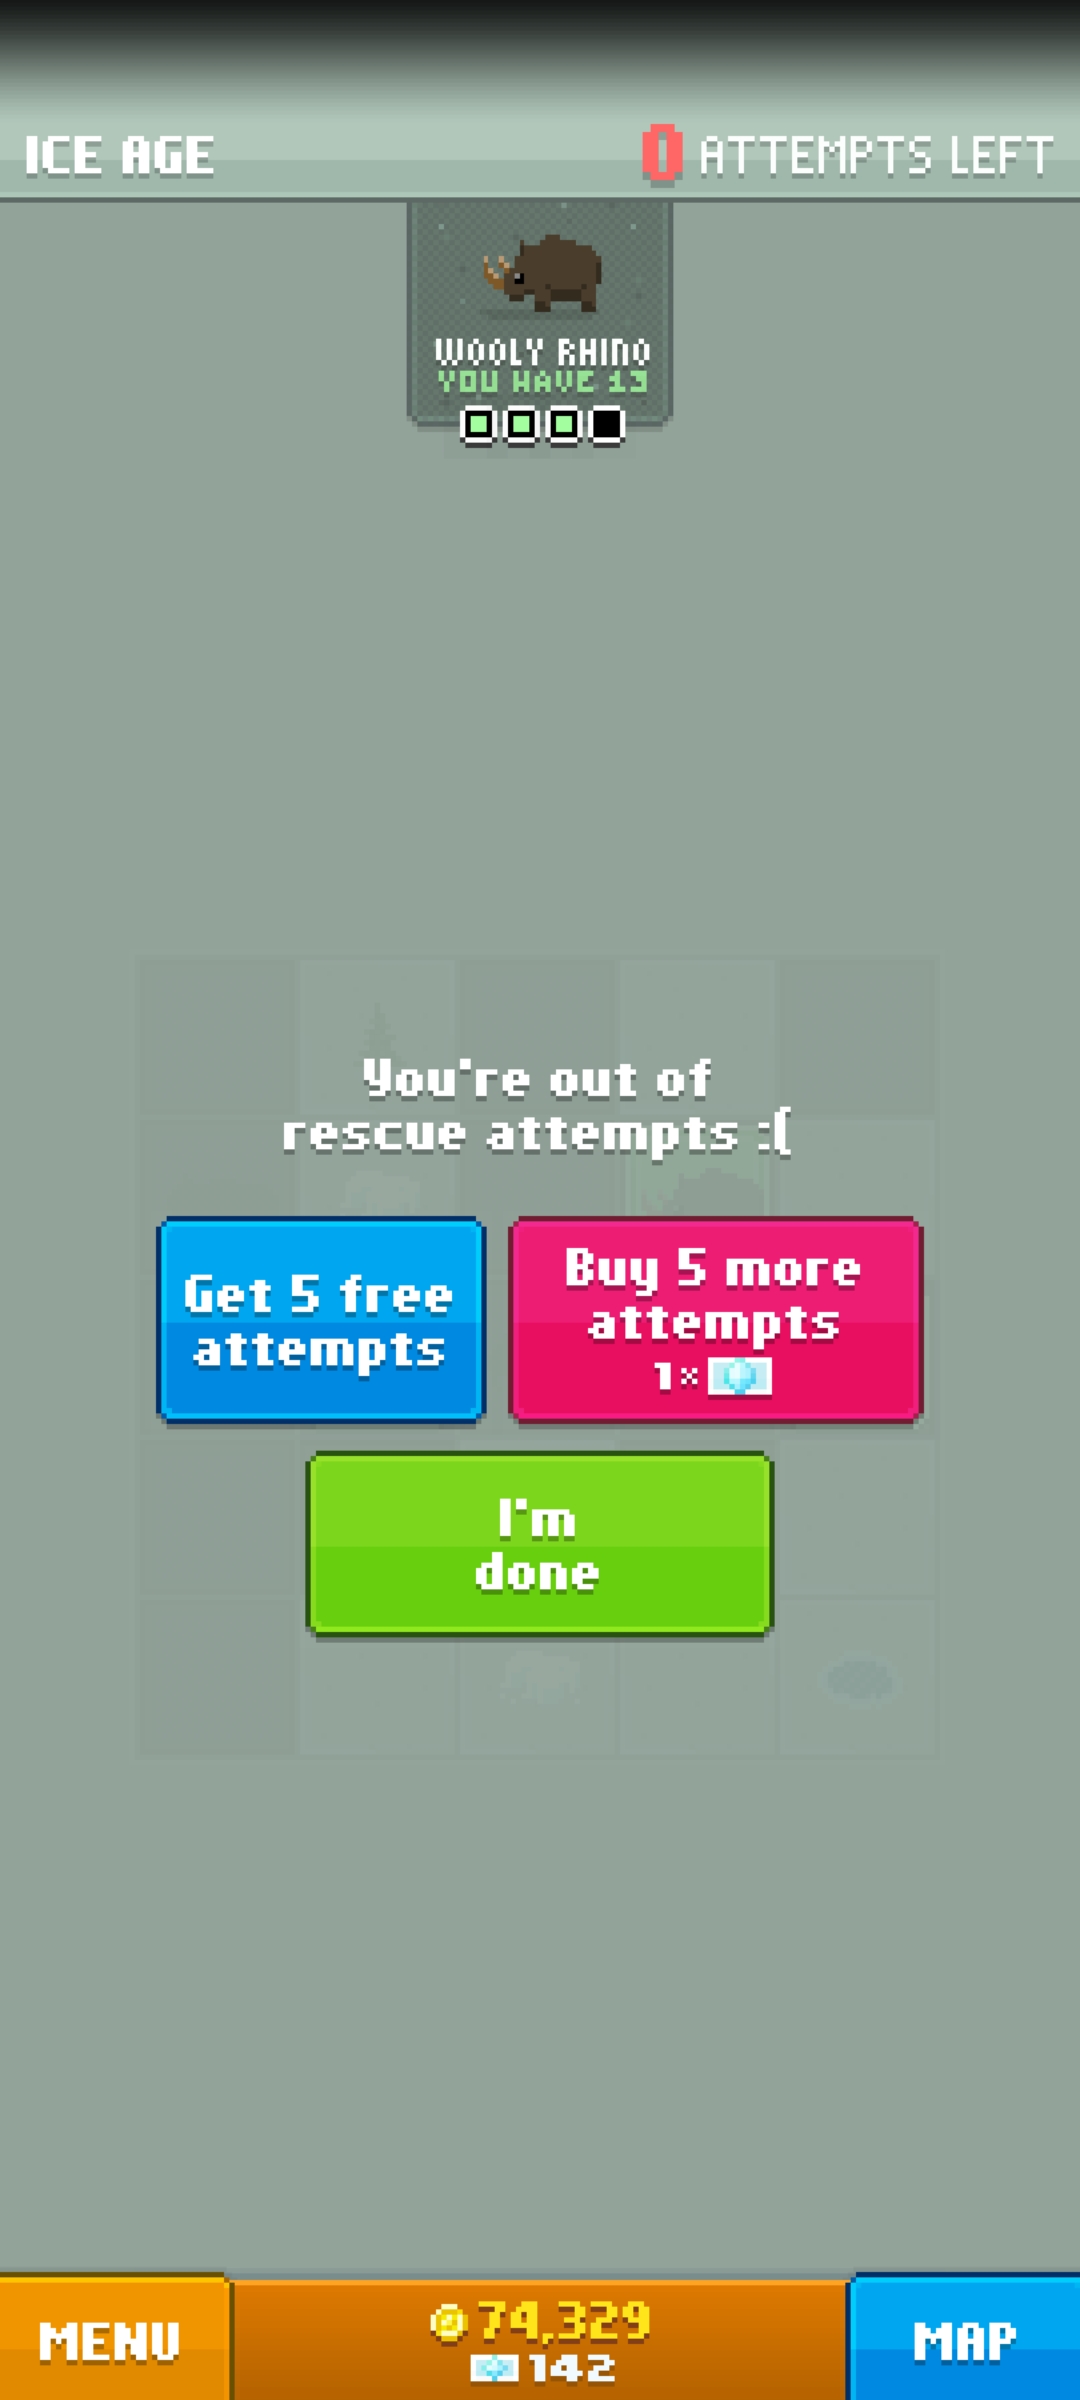 ICE AGE
0 ATTEMPTS LEFT
WOOLY RHINO
YOU HAVE 13
You're out of
rescue attempts :(
Get 5 free
attempts
Buy 5 more
attempts
1×
I'm
done
MENU
74,329
142
MAP